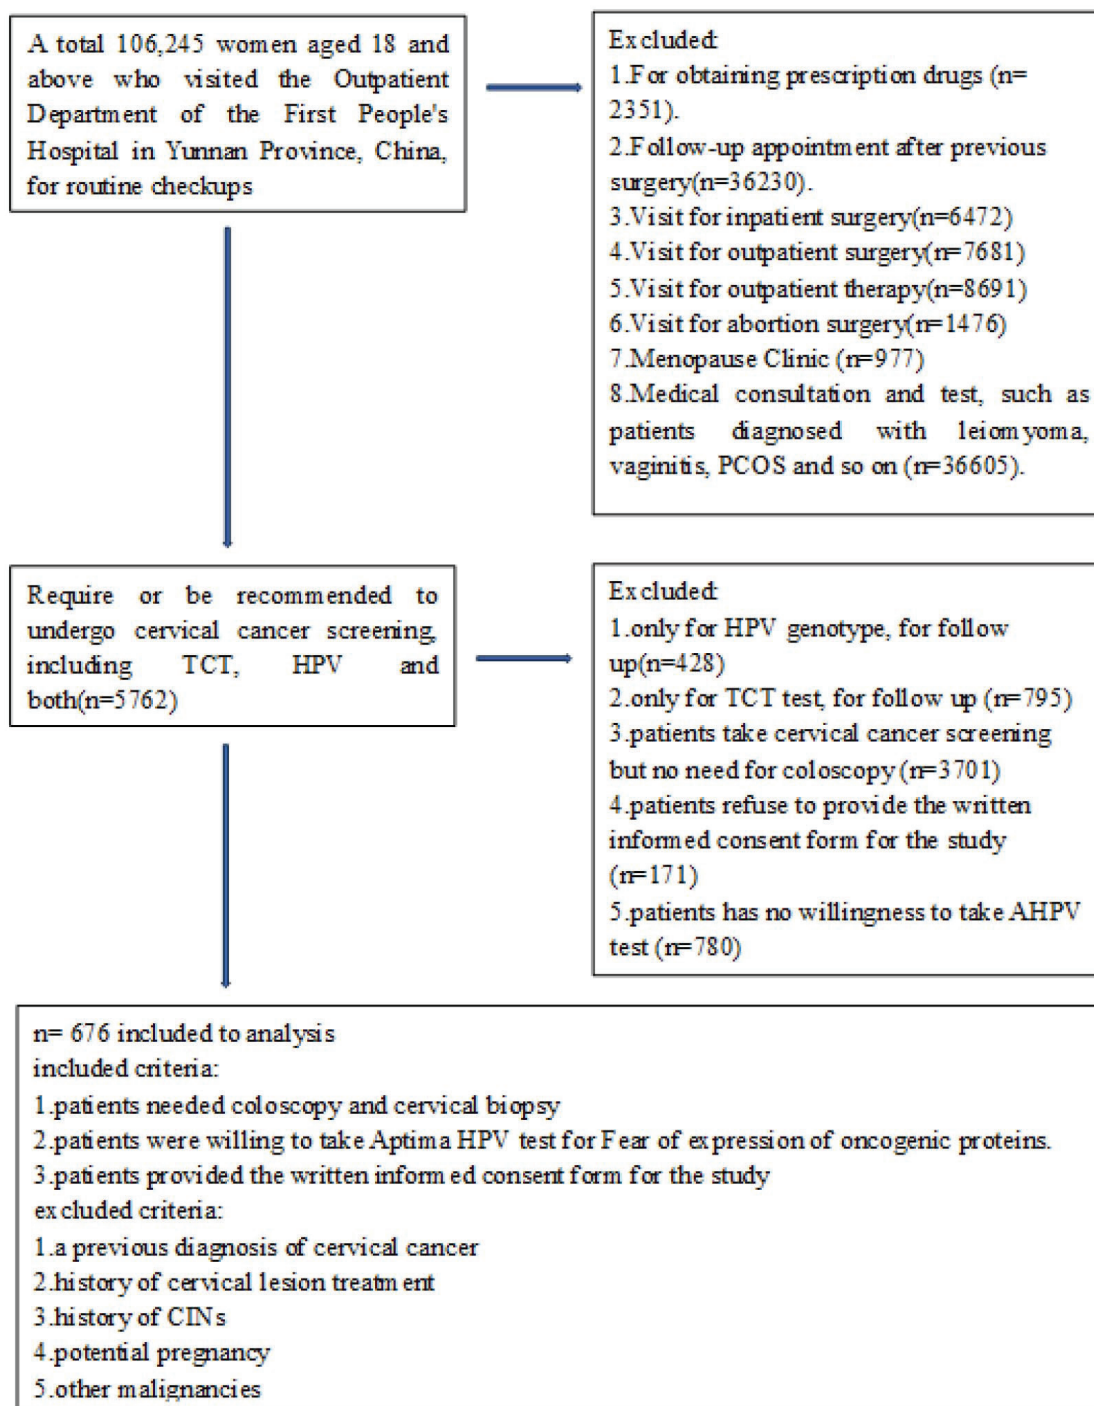 A total 106,245 women aged 18 and
above who visited the Outpatient
Department of the First People's
Hospital in Yunnan Province, China,
for routine checkups
Excluded:
1.For obtaining prescription drugs (n=
2351).
2.Follow-up appointment after previous
surgery(n=36230).
3.Visit for inpatient surgery(n=6472)
4.Visit for outpatient surgery(n=7681)
5.Visit for outpatient therapy(n=8691)
6.Visit for abortion surgery(n=1476)
7.Menopause Clinic (n=977)
8.Medical consultation and test, such as
patients diagnosed with leiomyoma,
vaginitis, PCOS and so on (n=36605).
Require or be recommended to
undergo cervical cancer screening,
including TCT, HPV and
both(n=5762)
Excluded:
1.only for HPV genotype, for follow
up(n=428)
2.only for TCT test, for follow up (n=795)
3.patients take cervical cancer screening
but no need for coloscopy (n=3701)
4.patients refuse to provide the written
informed consent form for the study
(n=171)
5.patients has no willingness to take AHPV
test (n=780)
n= 676 included to analysis
included criteria:
1.patients needed coloscopy and cervical biopsy
2.patients were willing to take Aptima HPV test for Fear of expression of oncogenic proteins.
3.patients provided the written informed consent form for the study
excluded criteria:
1.a previous diagnosis of cervical cancer
2.history of cervical lesion treatment
3.history of CINs
4.potential pregnancy
5.other malignancies